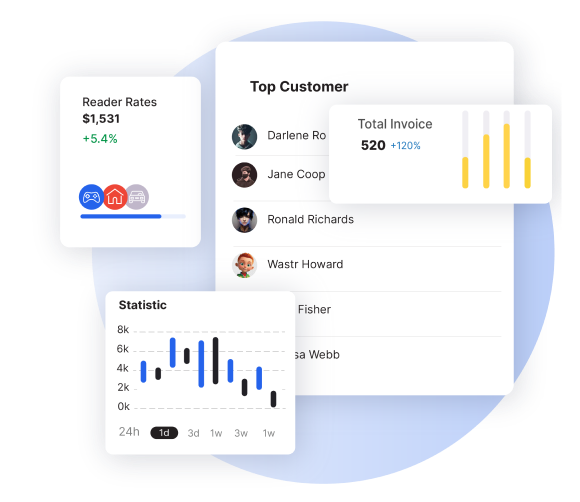 Top Customer
Reader Rates
$1,531
+5.4%
Total Invoice
520 +120%
Darlene Ro
Jane Coop
Ronald Richards
Wastr Howard
Fisher
sa Webb
Statistic
8k
6k
4k
2k
0k
24h 1d 3d 1w 3w 1w